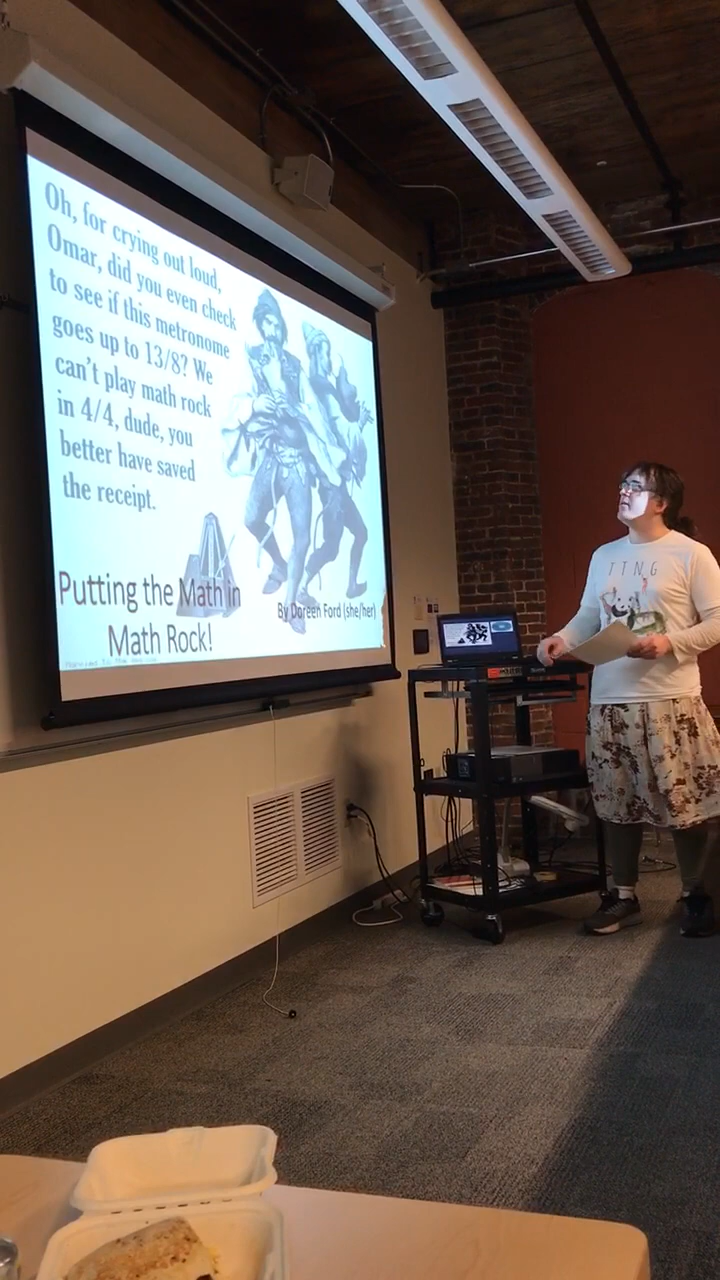 Oh, for crying out loud,
Omar, did you even check
to see if this metronome
goes up to 13/8? We
can't play math rock
in 4/4, dude, you
better have saved
the receipt.
Putting the Math in
Math Rock!
By Doreen Ford (she/her)
TTNG